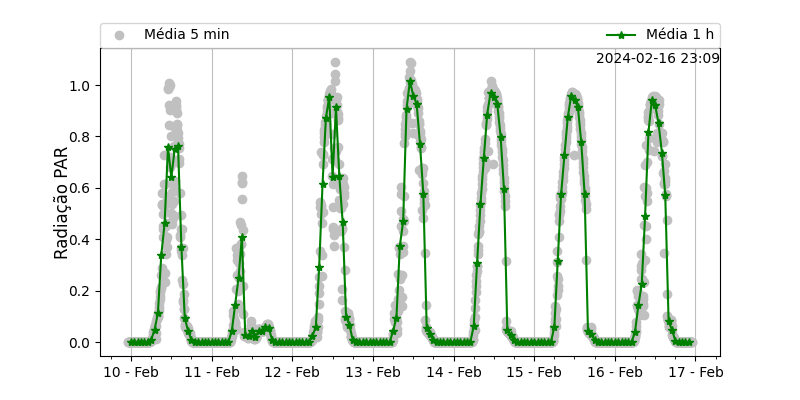 Média 5 min
Média 1 h
2024-02-16 23:09
Radiação PAR
1.0
0.8
0.6
0.4
0.2
0.0
10 - Feb
11 - Feb
12 - Feb
13 - Feb
14 - Feb
15 - Feb
16 - Feb
17 - Feb